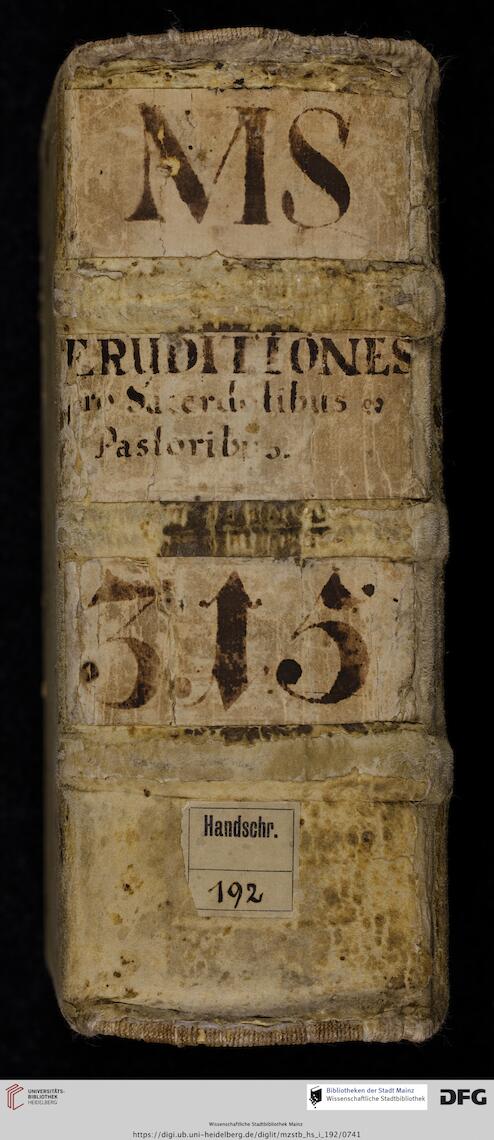 MS
ERUDITIONES
pro Sacerdotibus &
Pastoribus.
315
Handschr.
192
UNIVERSITÄTS-
BIBLIOTHEK
HEIDELBERG
Bibliotheken der Stadt Mainz
Wissenschaftliche Stadtbibliothek
DFG
Wissenschaftliche Stadtbibliothek Mainz
https://digi.ub.uni-heidelberg.de/diglit/mzstb_hs_i_192/0741